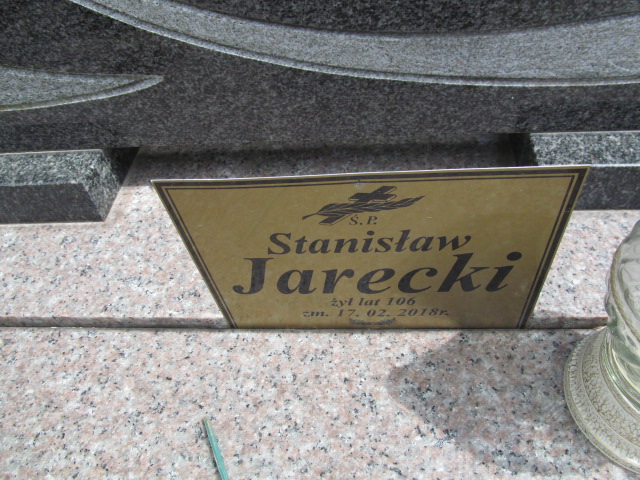 Ś.P.
Stanisław
Jarecki
żył lat 106
zm. 17. 02. 2018r.